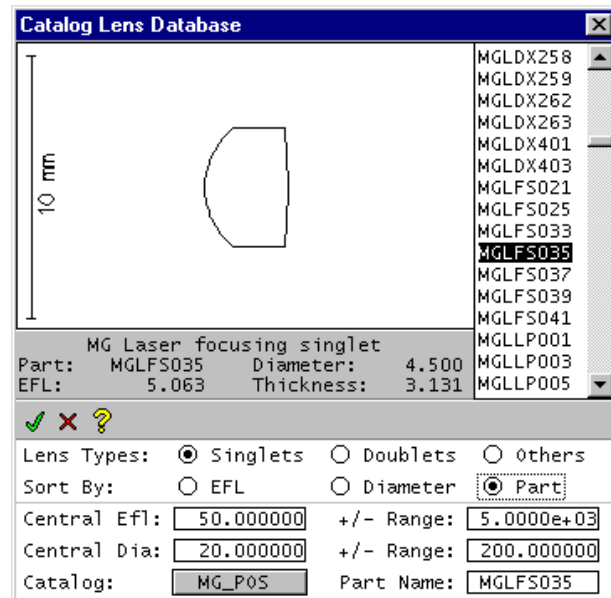 Catalog Lens Database
10 mm
MGLDX258
MGLDX259
MGLDX262
MGLDX263
MGLDX401
MGLDX403
MGLFS021
MGLFS025
MGLFS033
MGLFS035
MGLFS037
MGLFS039
MGLFS041
MGLLP001
MGLLP003
MGLLP005
MG Laser focusing singlet
Part: MGLFS035 Diameter: 4.500
EFL: 5.063 Thickness: 3.131
Lens Types: Singlets Doublets Others
Sort By: EFL Diameter Part
Central Efl: 50.000000 +/- Range: 5.0000e+03
Central Dia: 20.000000 +/- Range: 200.000000
Catalog: MG_POS Part Name: MGLFS035